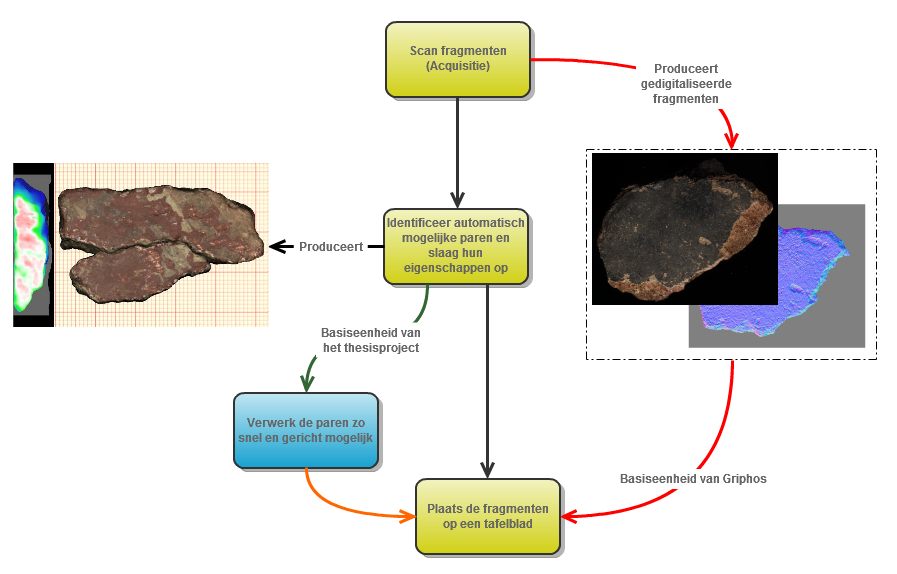 Scan fragmenten
(Acquisitie)
Produceert
gedigitaliseerde
fragmenten
Identificeer automatisch
mogelijke paren en
slaag hun
eigenschappen op
Produceert
Basiseenheid van
het thesisproject
Verwerk de paren zo
snel en gericht mogelijk
Basiseenheid van Griphos
Plaats de fragmenten
op een tafelblad